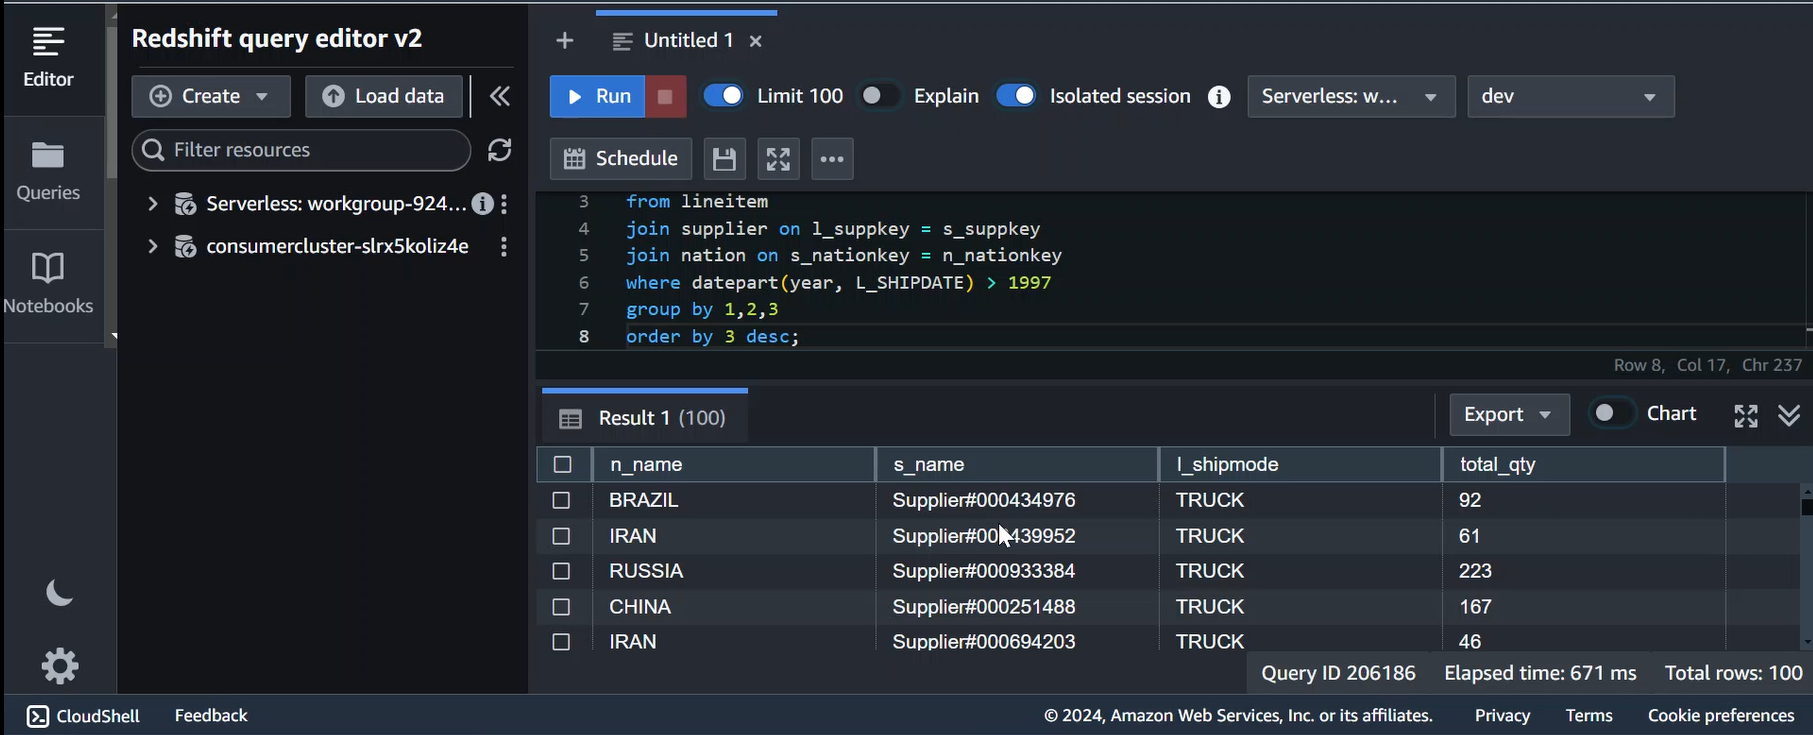 Redshift query editor v2
Editor
Create
Load data
Filter resources
Queries
Serverless: workgroup-924...
consumercluster-slrx5koliz4e
Notebooks
Untitled 1
Run
Limit 100
Explain
Isolated session
Serverless: w...
dev
Schedule
3 from lineitem
4 join supplier on l_suppkey = s_suppkey
5 join nation on s_nationkey = n_nationkey
6 where datepart(year, L_SHIPDATE) > 1997
7 group by 1,2,3
8 order by 3 desc;
Row 8, Col 17, Chr 237
Result 1 (100)
Export
Chart
n_name s_name l_shipmode total_qty
BRAZIL Supplier#000434976 TRUCK 92
IRAN TRUCK 61
RUSSIA Supplier#000933384 TRUCK 223
CHINA Supplier#000251488 TRUCK 167
IRAN Supplier#000694203 TRUCK 46
Query ID 206186 Elapsed time: 671 ms Total rows: 100
CloudShell Feedback © 2024, Amazon Web Services, Inc. or its affiliates. Privacy Terms Cookie preferences